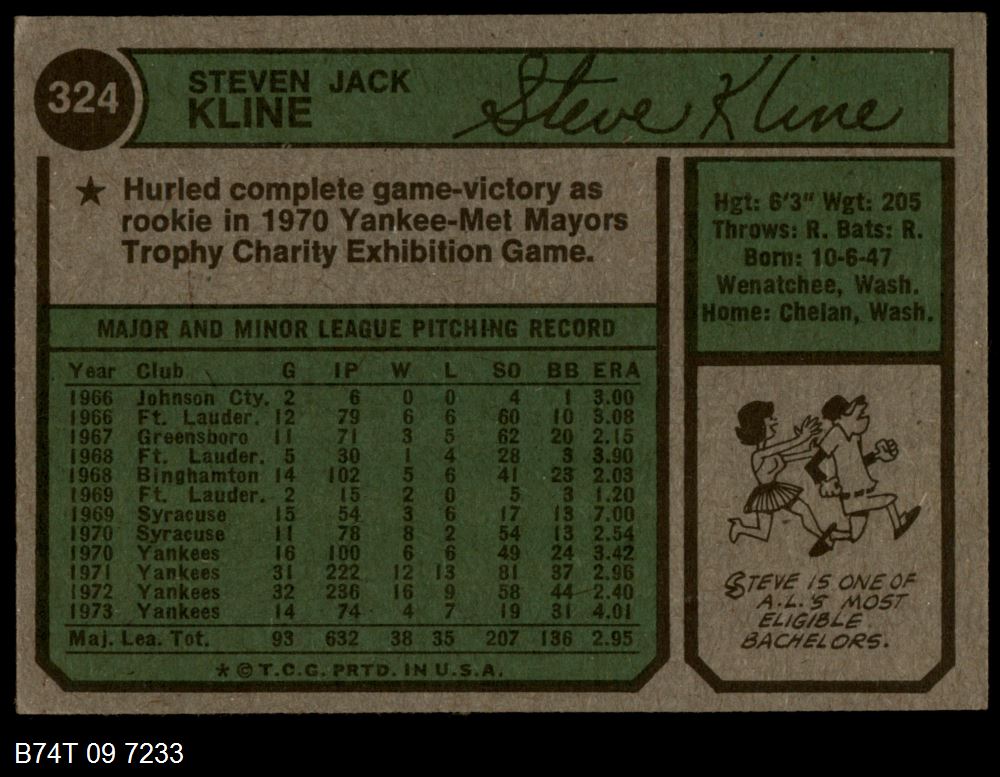 324
STEVEN JACK
KLINE
Steve Kline
★ Hurled complete game-victory as
rookie in 1970 Yankee-Met Mayors
Trophy Charity Exhibition Game.
Hgt: 6'3" Wgt: 205
Throws: R. Bats: R.
Born: 10-6-47
Wenatchee, Wash.
Home: Chelan, Wash.
MAJOR AND MINOR LEAGUE PITCHING RECORD
Year Club G IP W L SO BB ERA
1966 Johnson Cty. 2 6 0 0 4 1 3.00
1966 Ft. Lauder. 12 79 6 6 60 10 3.08
1967 Greensboro 11 71 3 5 62 20 2.15
1968 Ft. Lauder. 5 30 1 4 28 3 3.90
1968 Binghamton 14 102 5 6 41 23 2.03
1969 Ft. Lauder. 2 15 2 0 5 3 1.20
1969 Syracuse 15 54 3 6 17 13 7.00
1970 Syracuse 11 78 8 2 54 13 2.54
1970 Yankees 16 100 6 6 49 24 3.42
1971 Yankees 31 222 12 13 81 37 2.96
1972 Yankees 32 236 16 9 58 44 2.40
1973 Yankees 14 74 4 7 19 31 4.01
Maj. Lea. Tot. 93 632 38 35 207 136 2.95
* © T.C.G. PRTD. IN U.S.A.
STEVE IS ONE OF
A.L.'S MOST
ELIGIBLE
BACHELORS.
B74T 09 7233